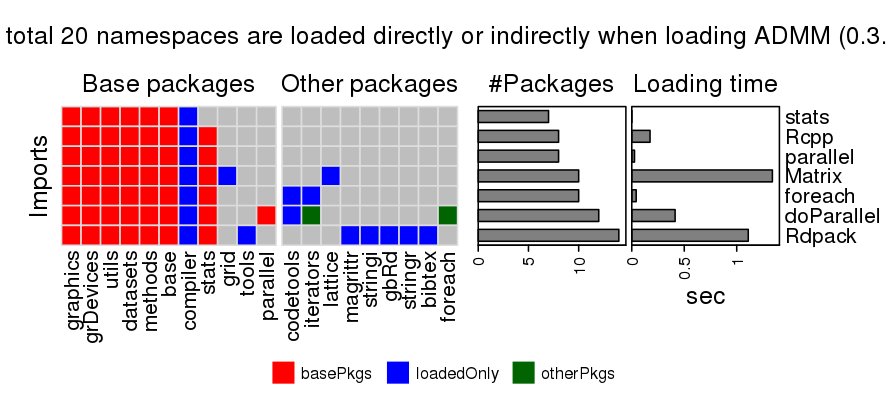 total 20 namespaces are loaded directly or indirectly when loading ADMM (0.3.
Base packages
Other packages
#Packages
Loading time
Imports
stats
Rcpp
parallel
Matrix
foreach
doParallel
Rdpack
graphics
grDevices
utils
datasets
methods
base
compiler
stats
grid
tools
parallel
codetools
iterators
lattice
magrittr
stringi
gbRd
stringr
bibtex
foreach
0
5
10
0
0.5
1
sec
basePkgs
loadedOnly
otherPkgs